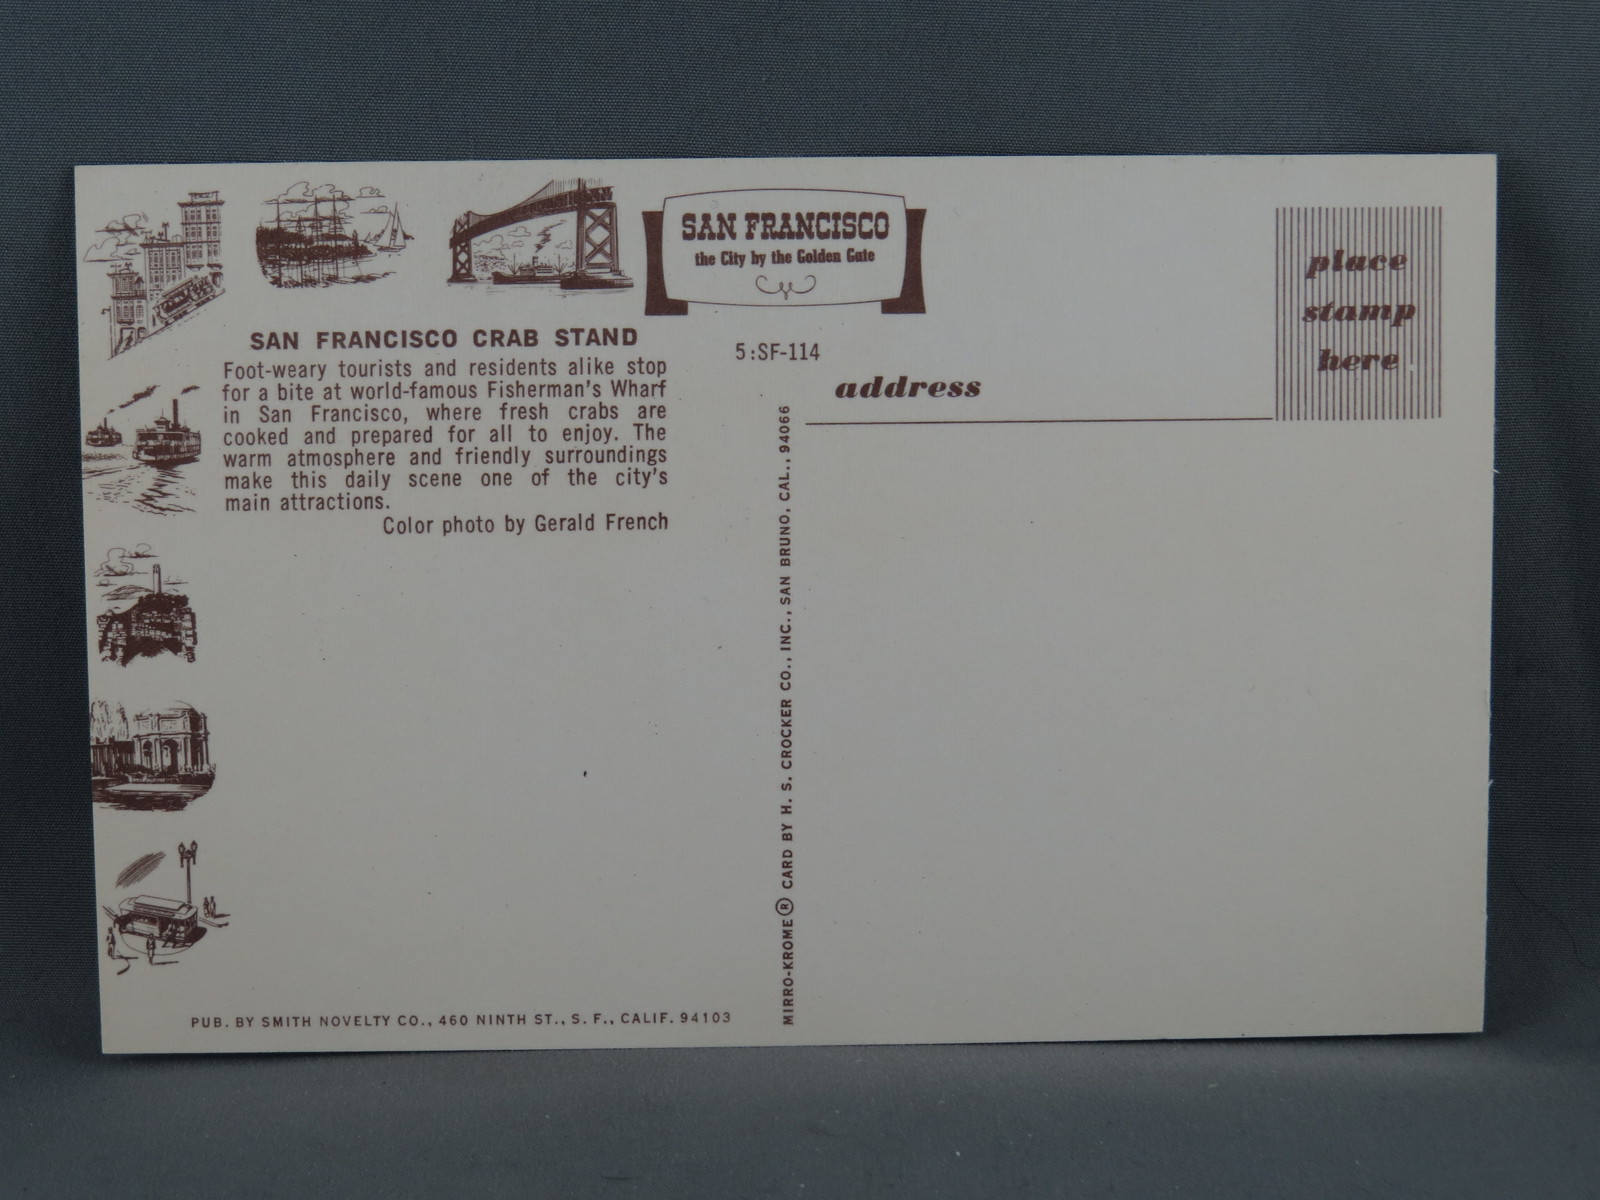 SAN FRANCISCO
the City by the Golden Gate
place
stamp
here
SAN FRANCISCO CRAB STAND
Foot-weary tourists and residents alike stop
for a bite at world-famous Fisherman's Wharf
in San Francisco, where fresh crabs are
cooked and prepared for all to enjoy. The
warm atmosphere and friendly surroundings
make this daily scene one of the city's
main attractions.
Color photo by Gerald French
5:SF-114
address
MIRRO-KROME® CARD BY H. S. CROCKER CO., INC., SAN BRUNO, CAL., 94066
PUB. BY SMITH NOVELTY CO., 460 NINTH ST., S. F., CALIF. 94103